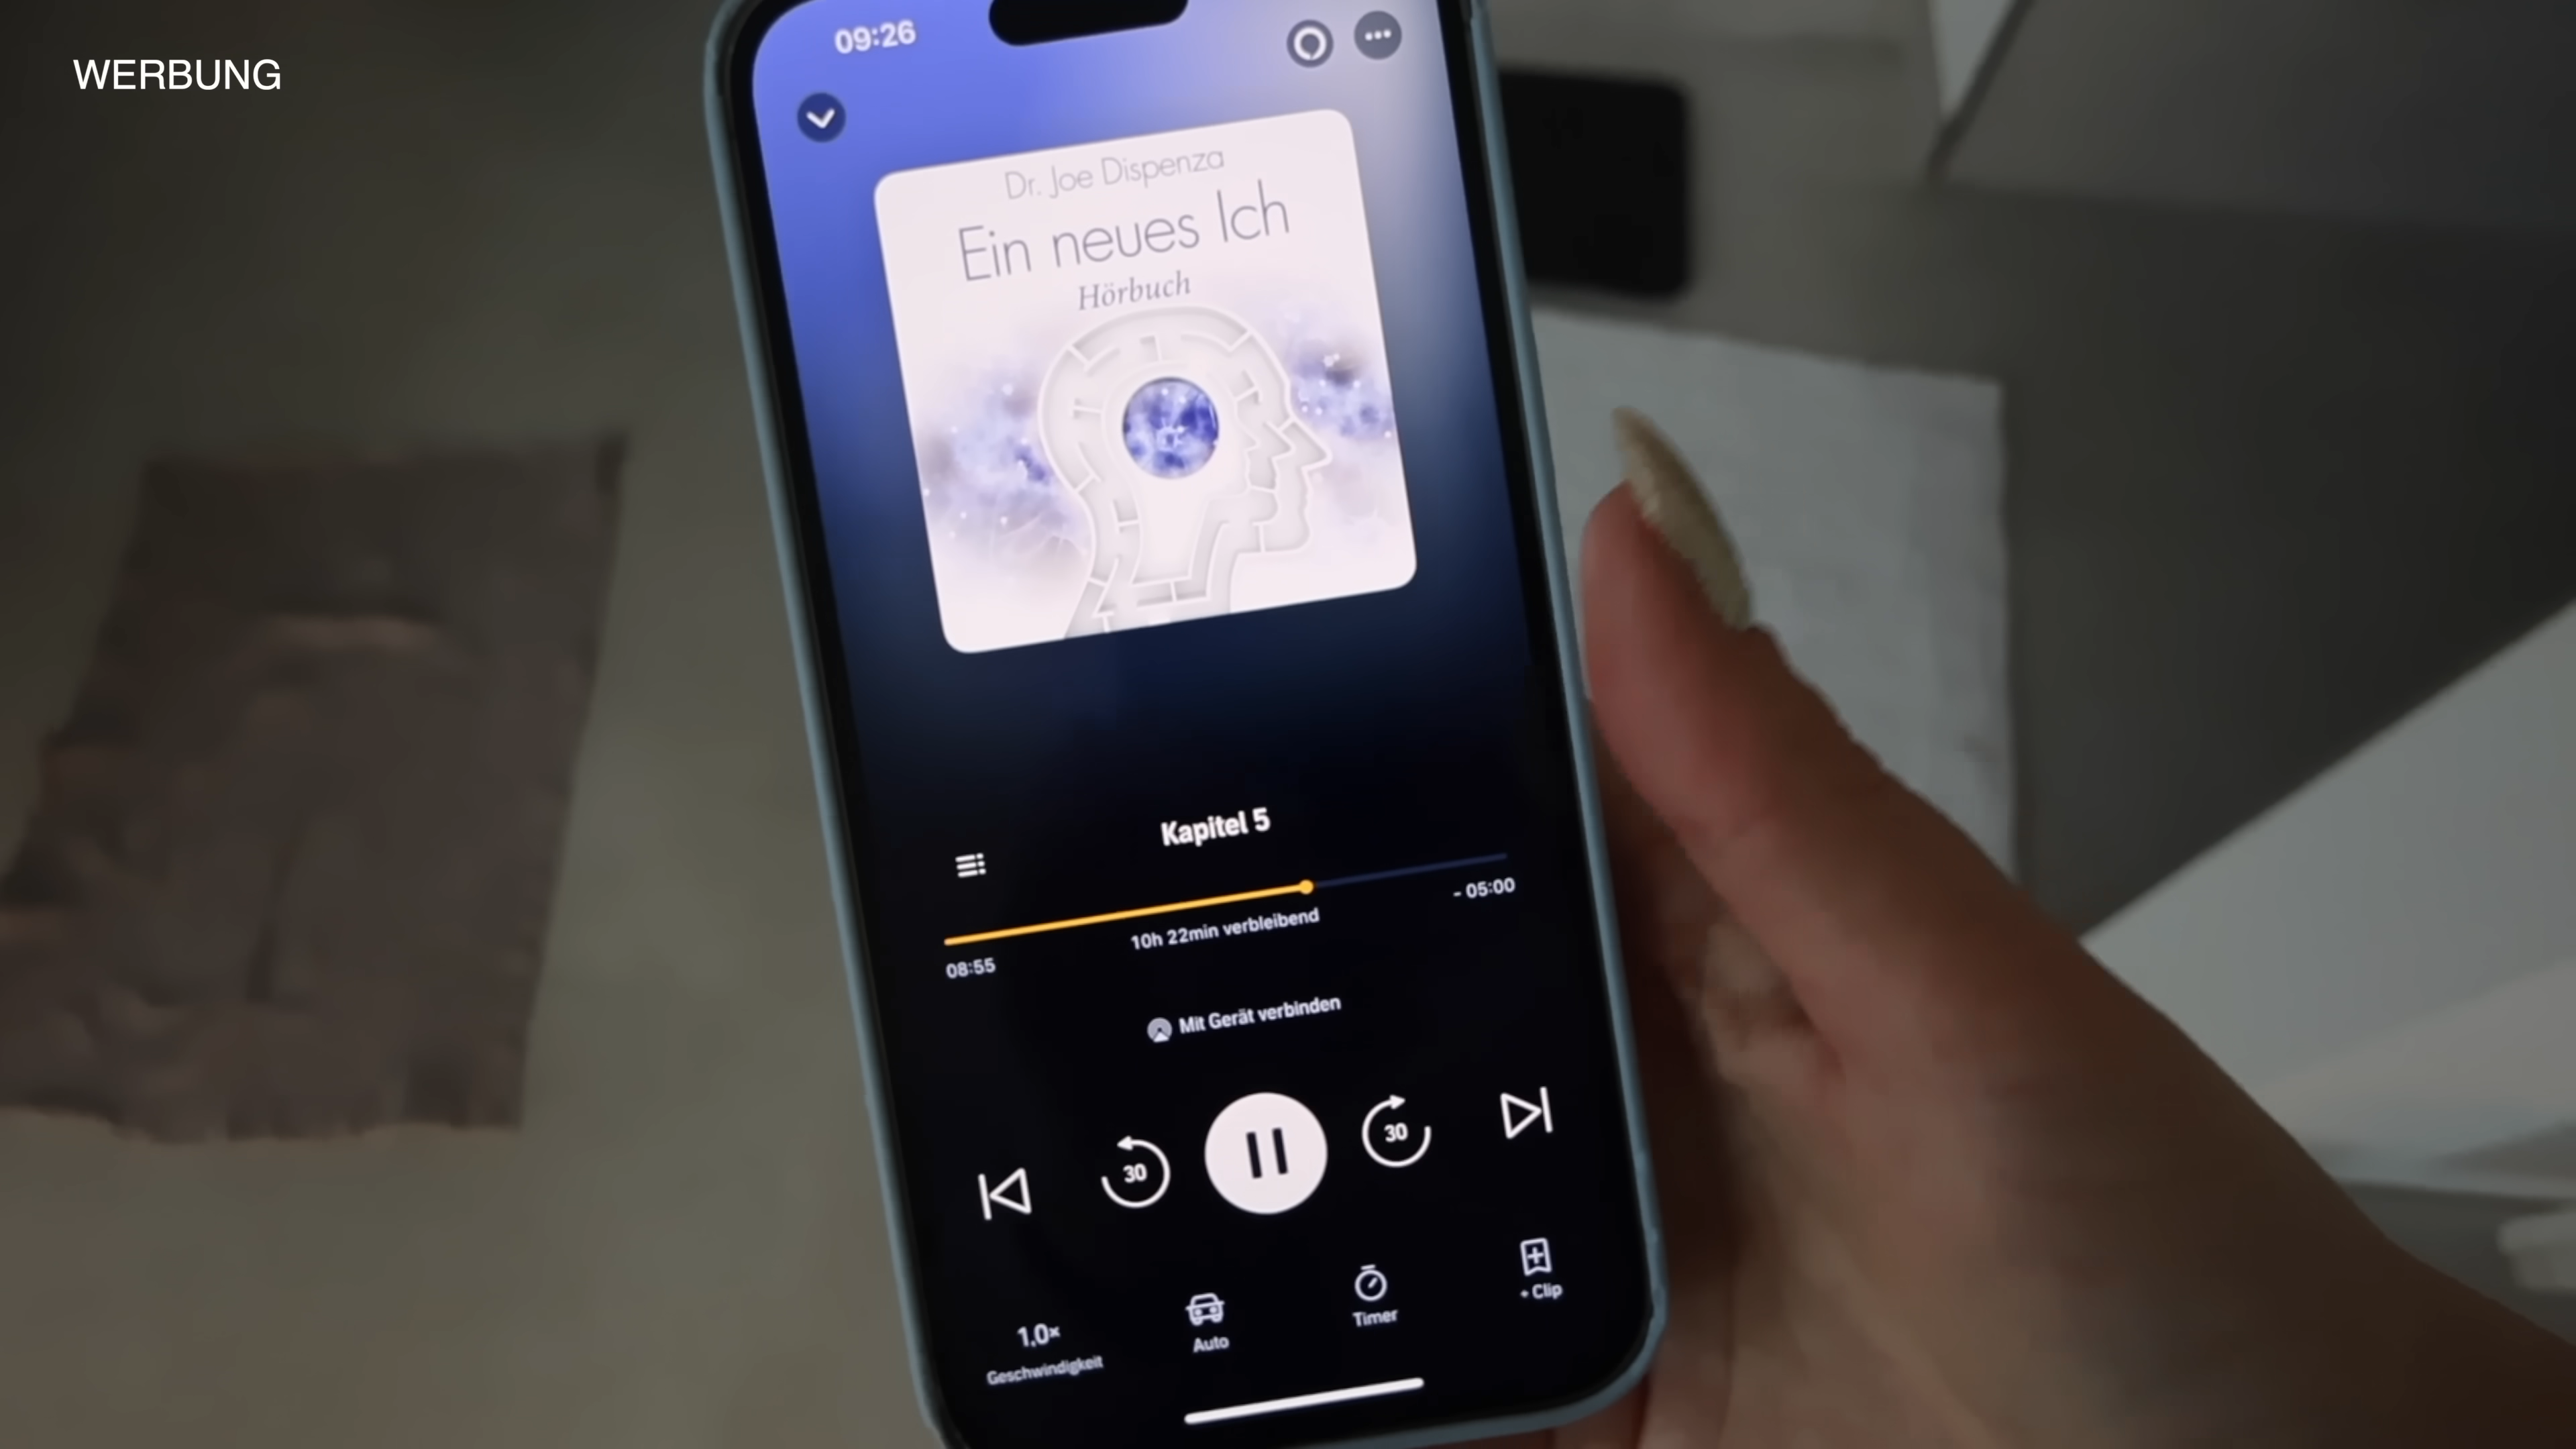 WERBUNG
09:26
Dr. Joe Dispenza
Ein neues Ich
Hörbuch
Kapitel 5
08:55
10h 22min verbleibend
- 05:00
Mit Gerät verbinden
30
30
1,0×
Geschwindigkeit
Auto
Timer
+ Clip